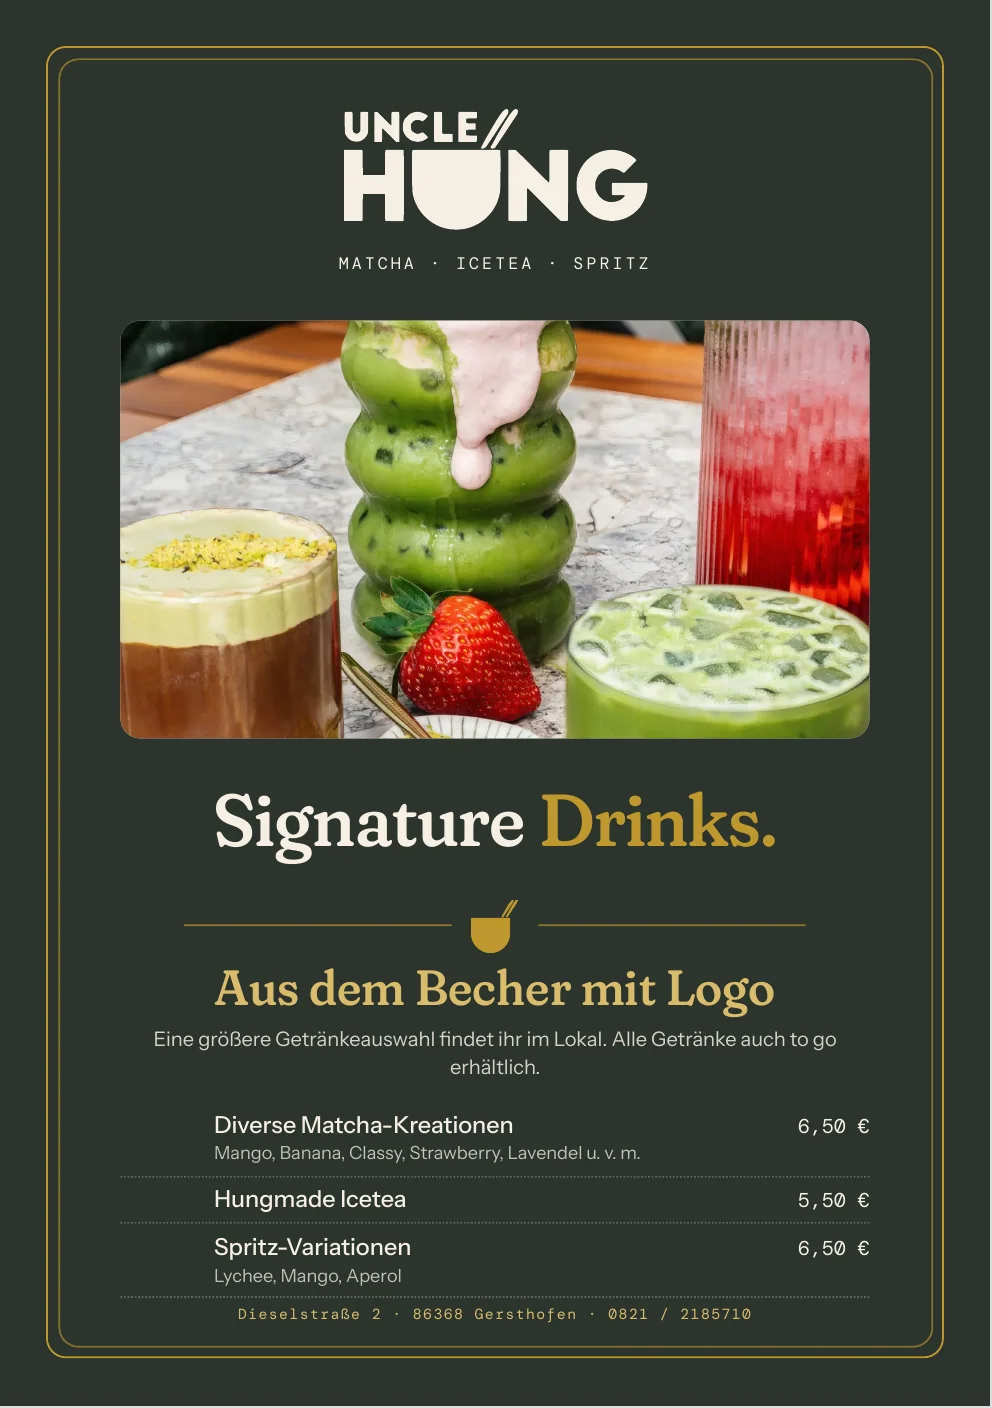 UNCLE
HUNG
MATCHA · ICETEA · SPRITZ
Signature Drinks.
Aus dem Becher mit Logo
Eine größere Getränkeauswahl findet ihr im Lokal. Alle Getränke auch to go
erhältlich.
Diverse Matcha-Kreationen 6,50 €
Mango, Banana, Classy, Strawberry, Lavendel u. v. m.
Hungmade Icetea 5,50 €
Spritz-Variationen 6,50 €
Lychee, Mango, Aperol
Dieselstraße 2 · 86368 Gersthofen · 0821 / 2185710